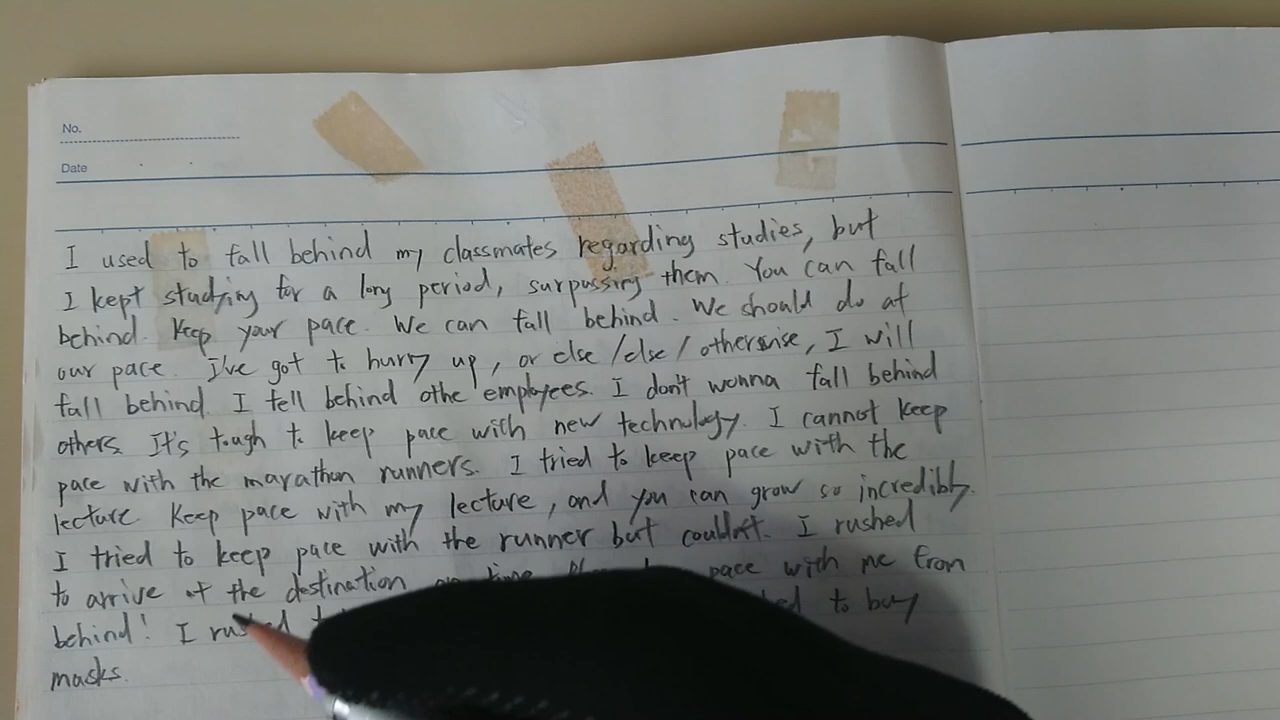 No.
Date
I used to fall behind my classmates regarding studies, but
I kept studying for a long period, surpussing them. You can fall
behind. Keep your pace. We can fall behind. We should do at
our pace. I've got to hurry up, or else / else / otherwise, I will
fall behind. I fell behind othe employees. I don't wanna fall behind
others. It's tough to keep pace with new technology. I cannot keep
pace with the marathon runners. I tried to keep pace with the
lecture. Keep pace with my lecture, and you can grow so incredibly.
I tried to keep pace with the runner but couldn't. I rushed
to arrive at the destination pace with me from
behind! I rushed to buy
masks.